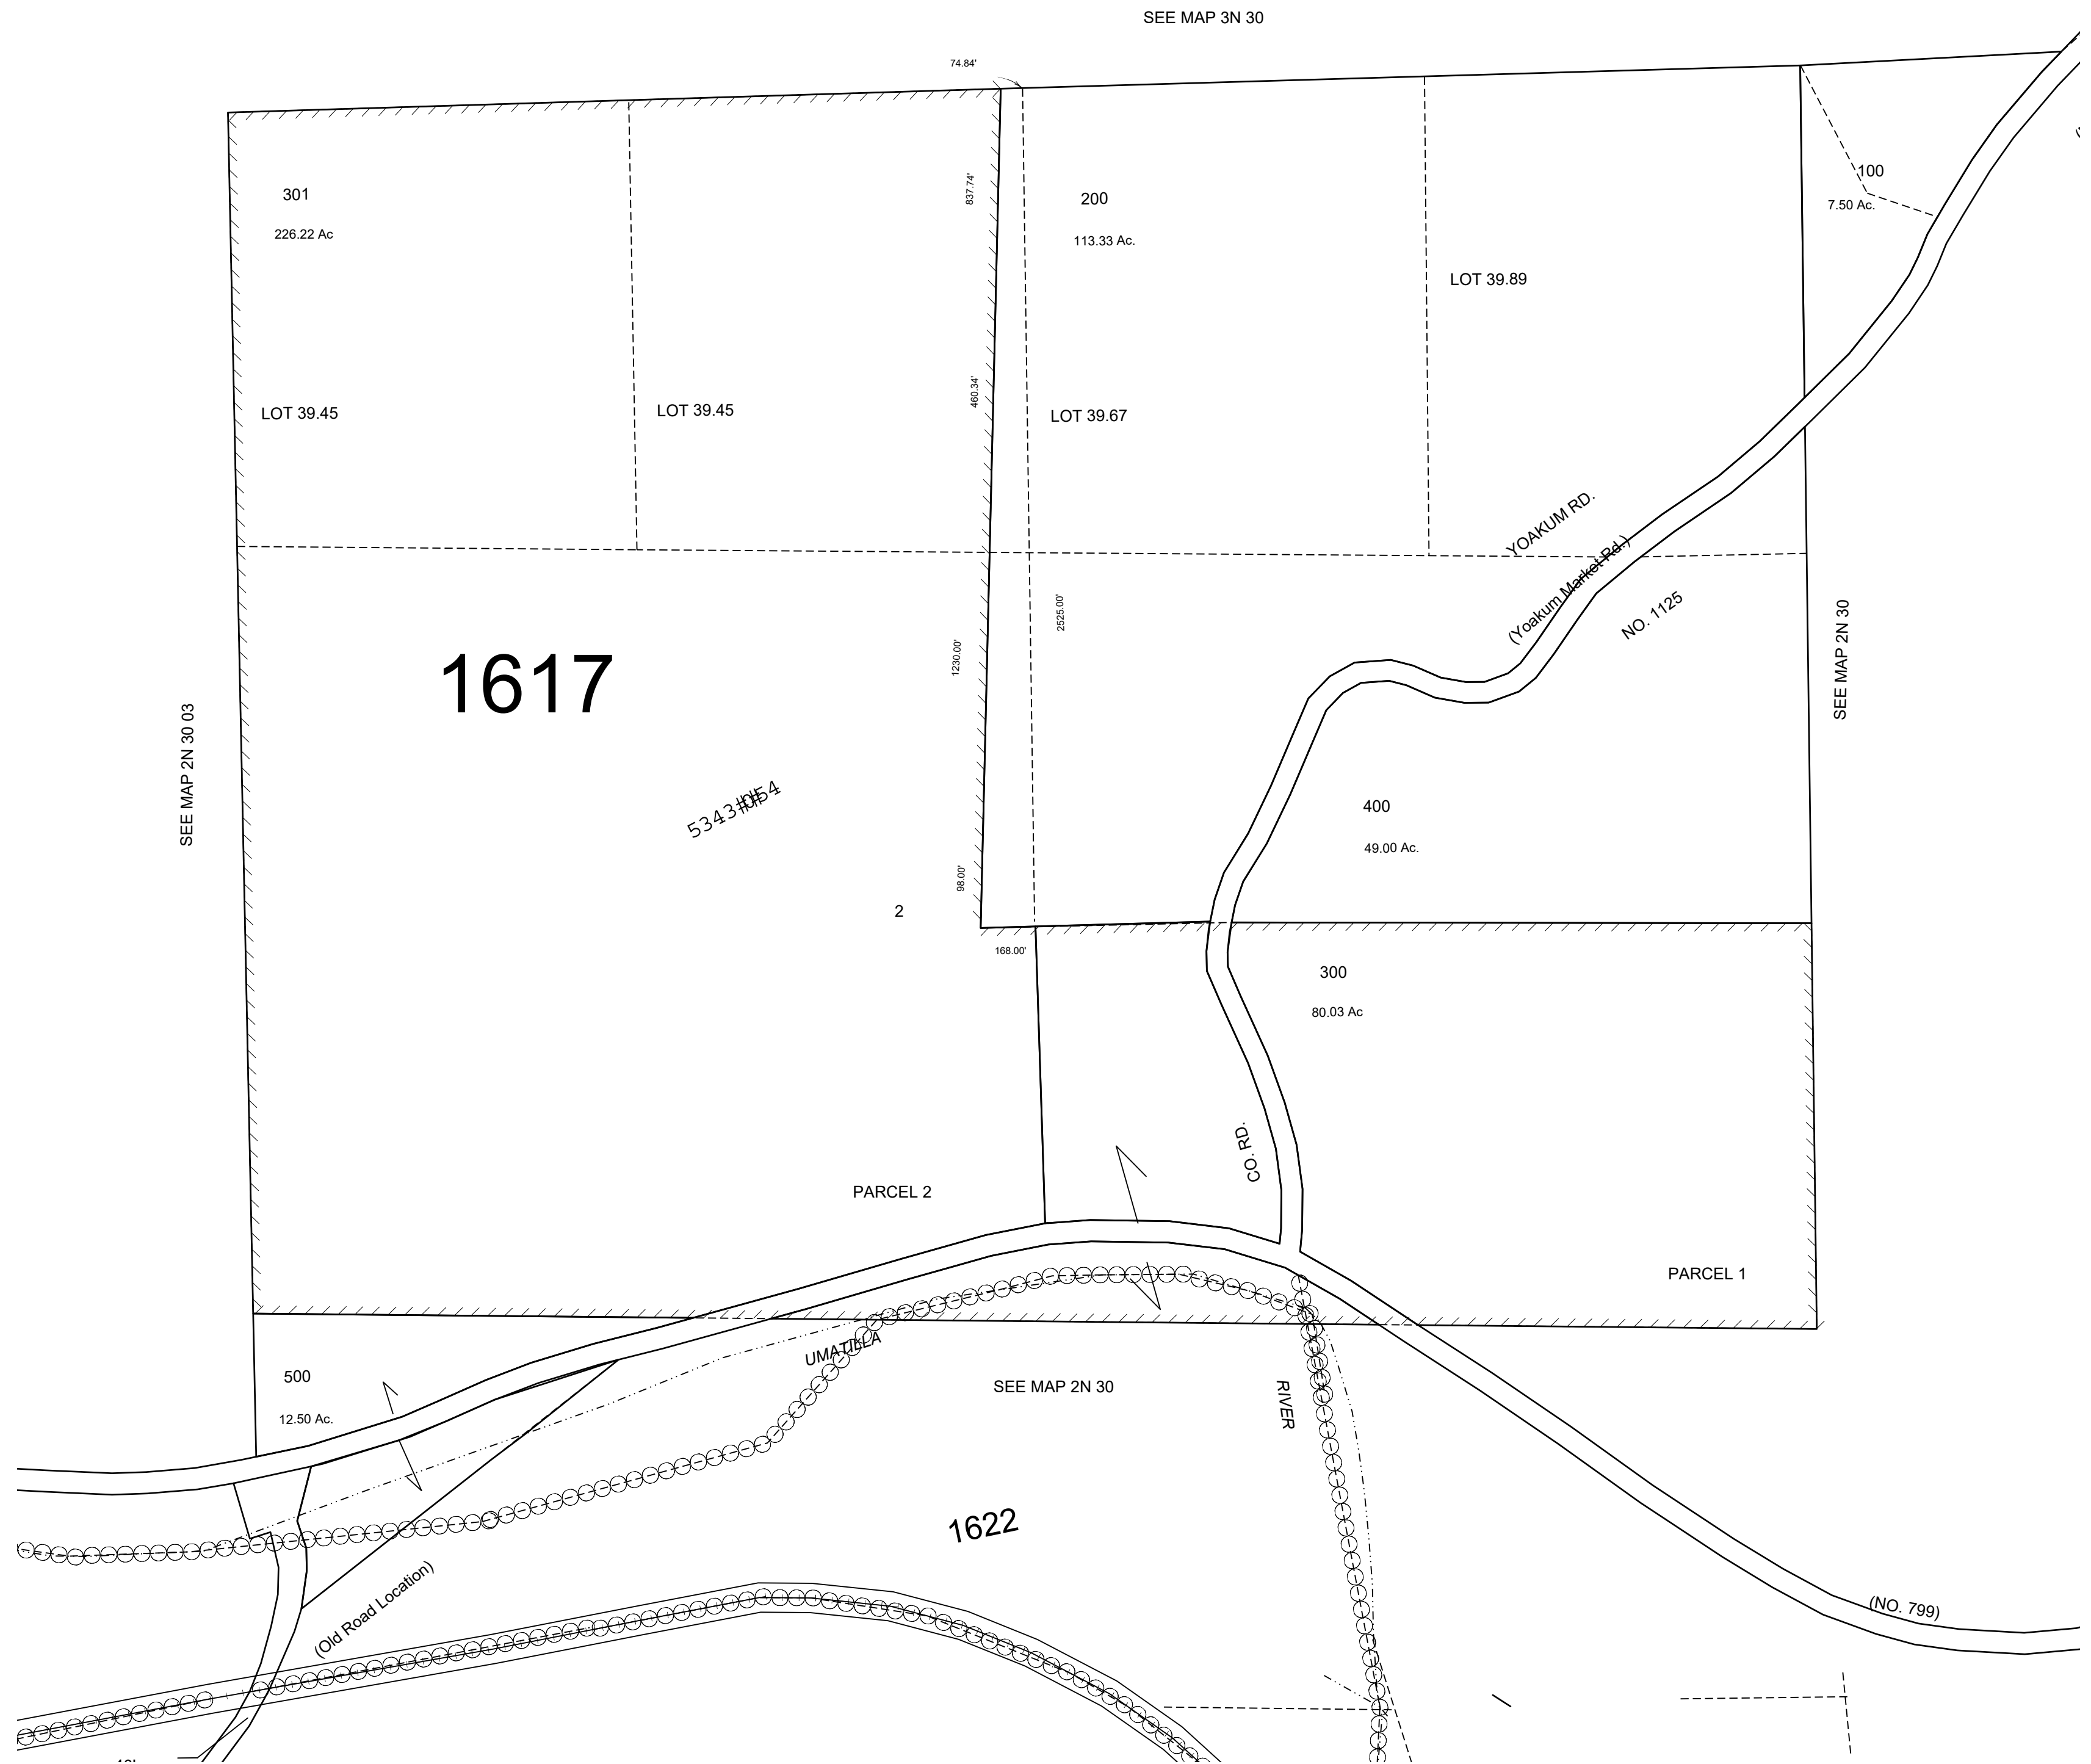 SEE MAP 3N 30
74.84'
100
7.50 Ac.
301
226.22 Ac
837.74'
200
113.33 Ac.
LOT 39.89
460.34'
LOT 39.45
LOT 39.45
LOT 39.67
YOAKUM RD.
(Yoakum Market Rd.)
NO. 1125
2525.00'
1230.00'
SEE MAP 2N 30
1617
SEE MAP 2N 30 03
400
49.00 Ac.
98.00'
2
168.00'
300
80.03 Ac
CO. RD.
PARCEL 2
PARCEL 1
UMATILLA
500
12.50 Ac.
SEE MAP 2N 30
RIVER
1622
(Old Road Location)
(NO. 799)